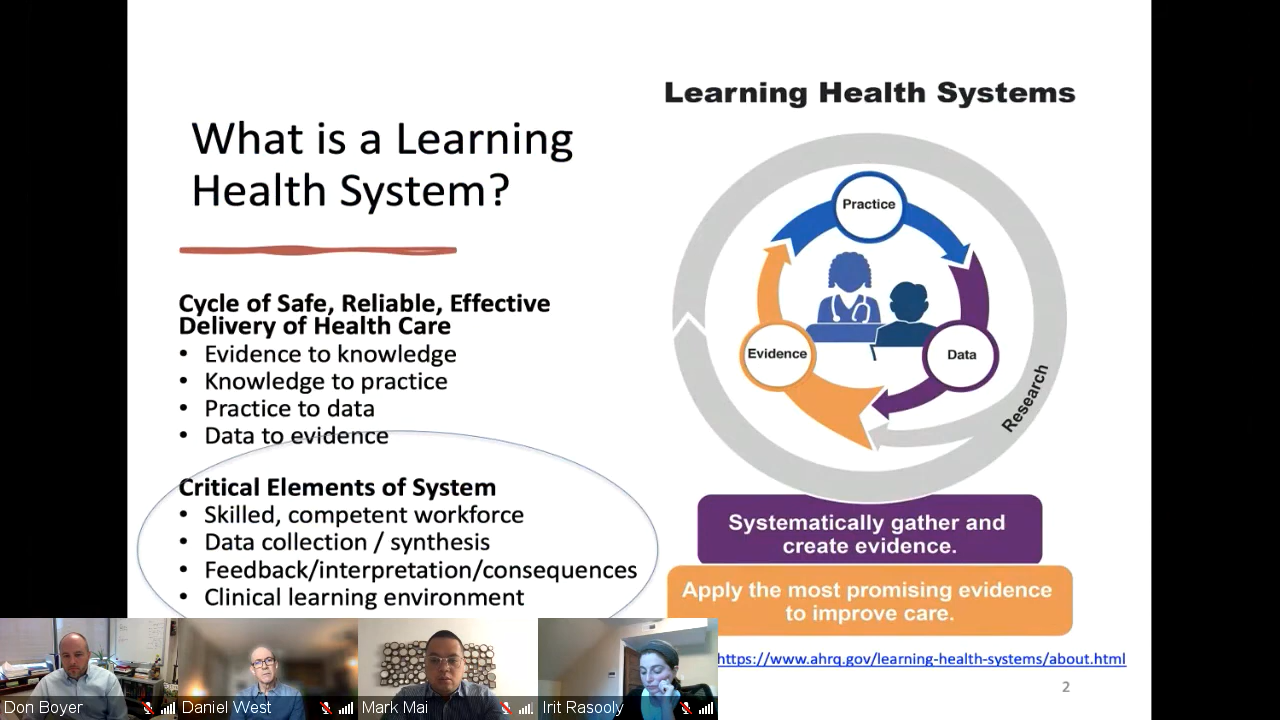 What is a Learning
Health System?
Cycle of Safe, Reliable, Effective
Delivery of Health Care
• Evidence to knowledge
• Knowledge to practice
• Practice to data
• Data to evidence
Critical Elements of System
• Skilled, competent workforce
• Data collection / synthesis
• Feedback/interpretation/consequences
• Clinical learning environment
Learning Health Systems
Practice
Evidence
Data
Research
Systematically gather and
create evidence.
Apply the most promising evidence
to improve care.
https://www.ahrq.gov/learning-health-systems/about.html
2
Don Boyer
Daniel West
Mark Mai
Irit Rasooly